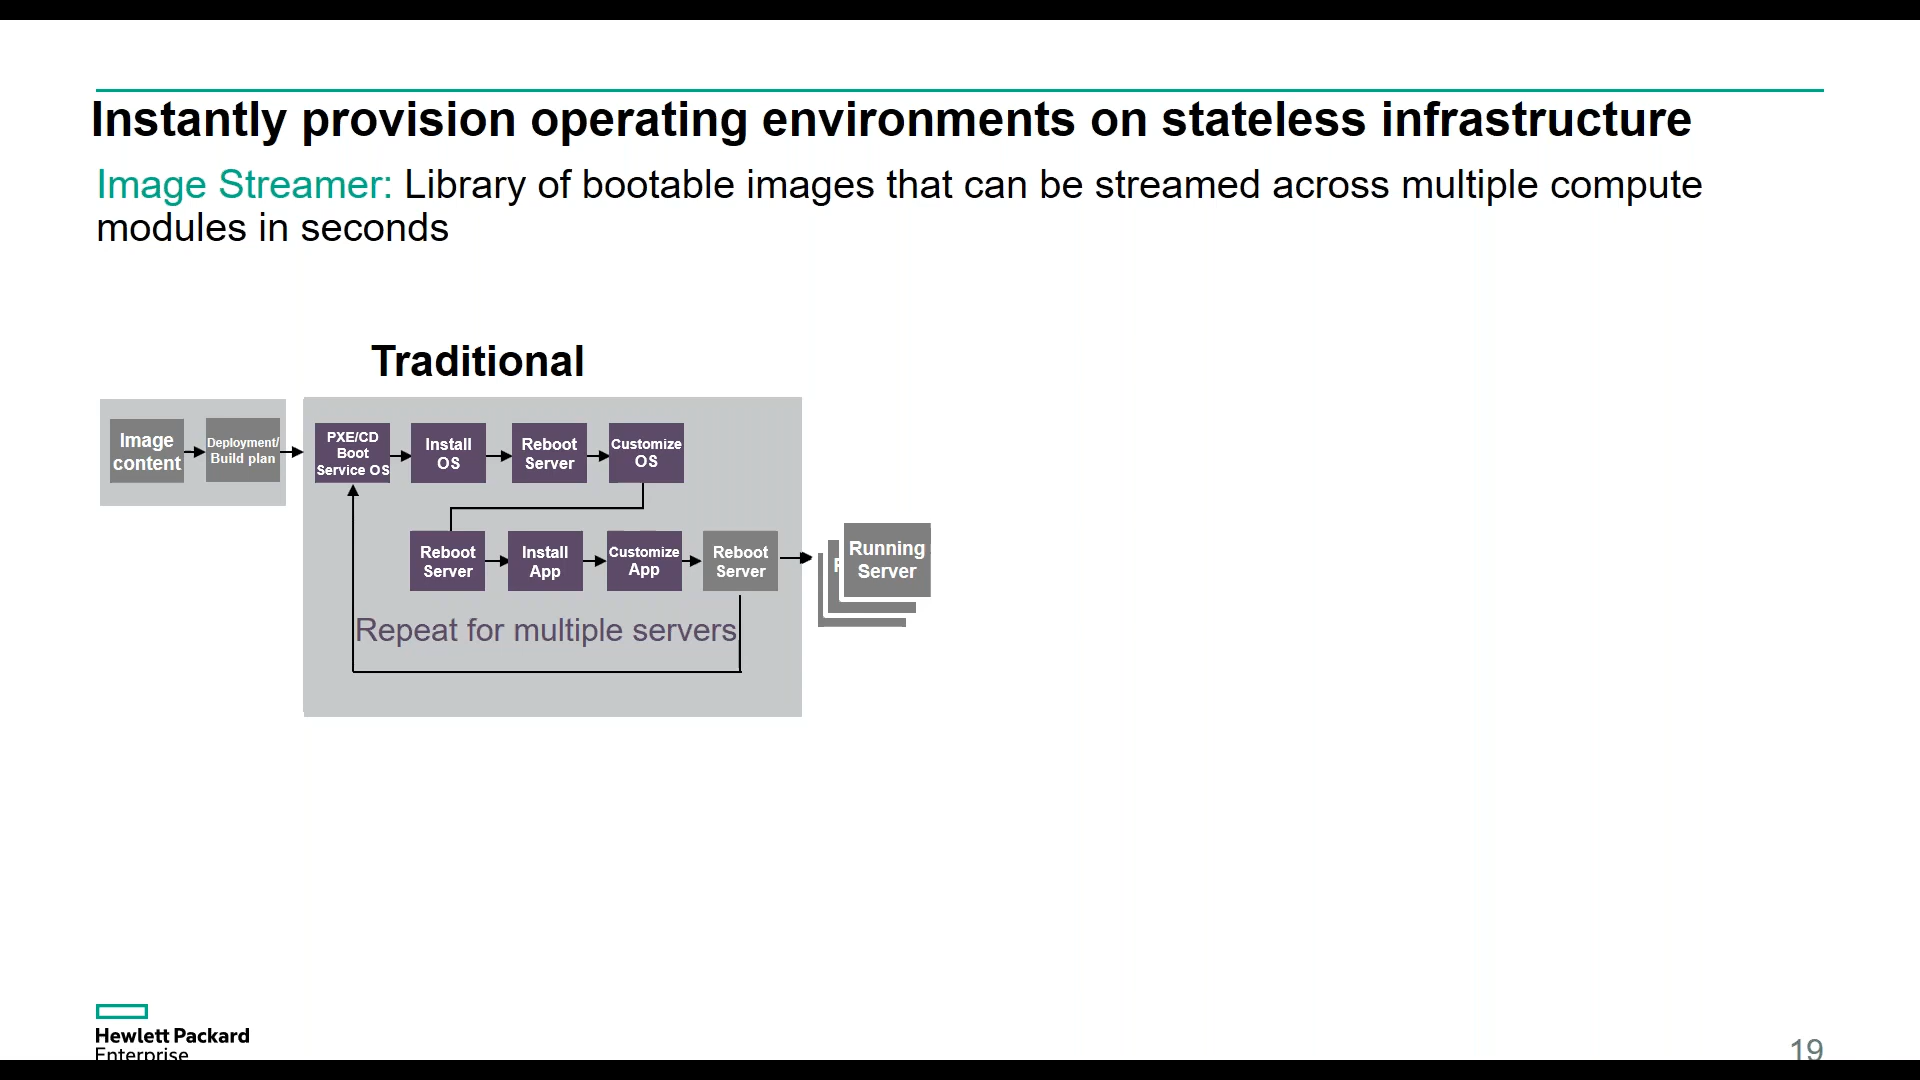 Instantly provision operating environments on stateless infrastructure
Image Streamer: Library of bootable images that can be streamed across multiple compute
modules in seconds
Traditional
Image
content
Deployment/
Build plan
PXE/CD
Boot
Service OS
Install
OS
Reboot
Server
Customize
OS
Reboot
Server
Install
App
Customize
App
Reboot
Server
Running
Server
Repeat for multiple servers
Hewlett Packard
Enterprise
19